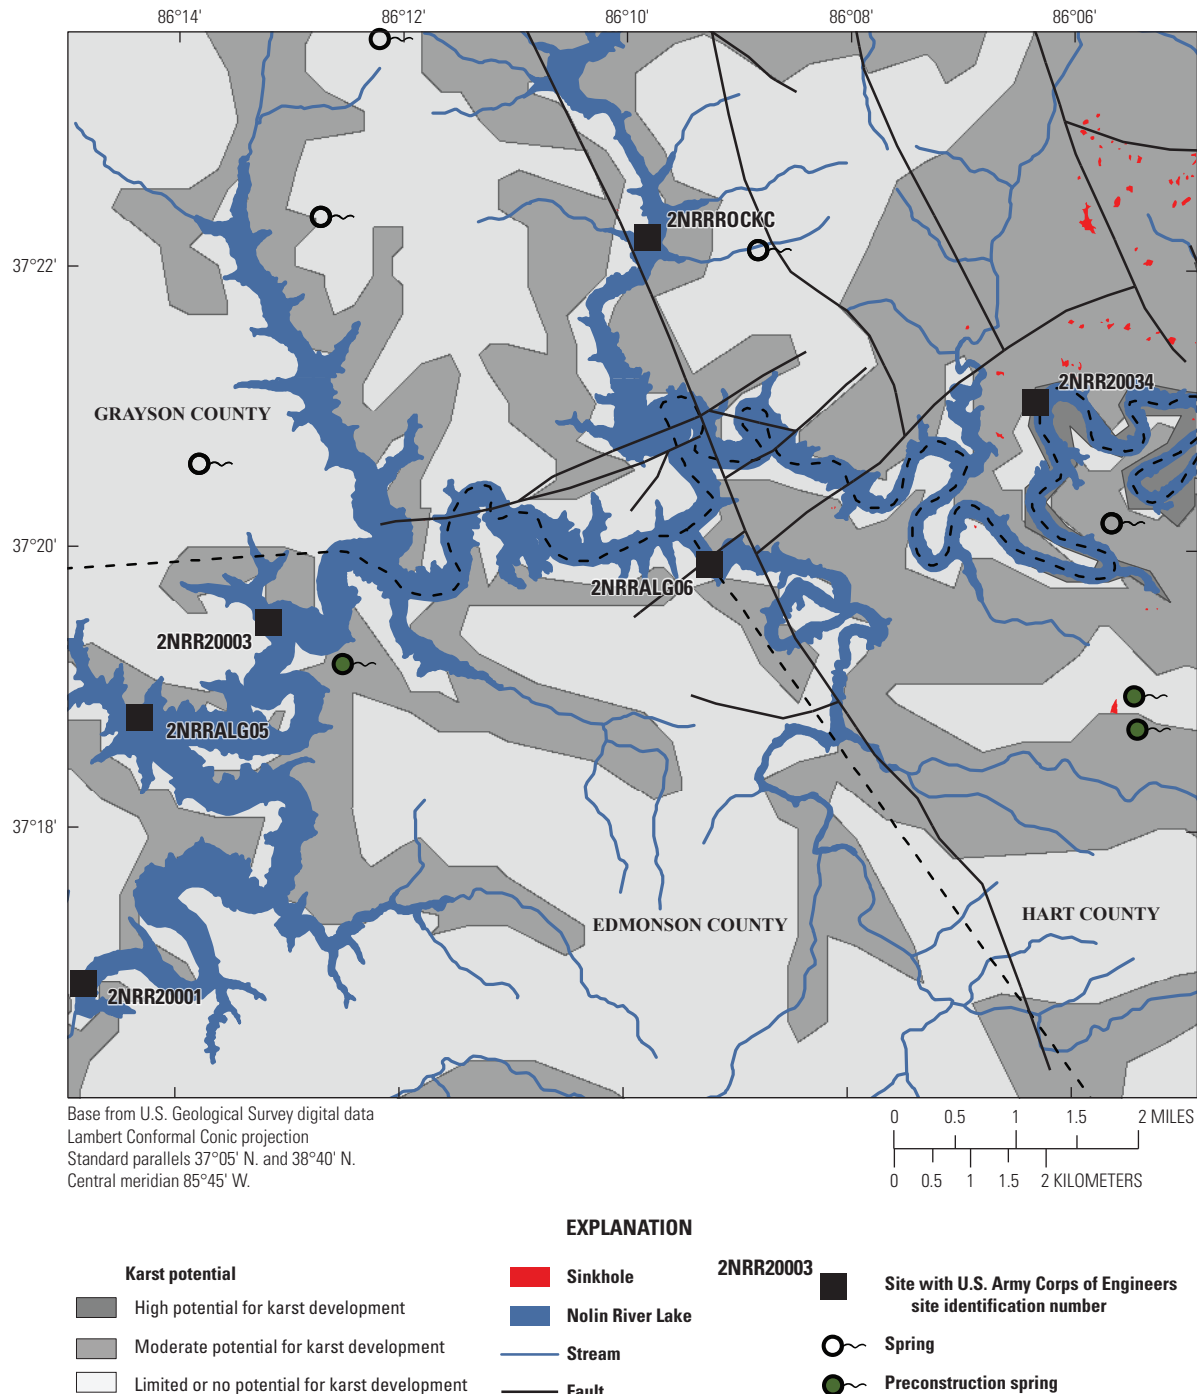 86°14' 86°12' 86°10' 86°08' 86°06'
2NRRROCKC
37°22'
2NRR20034
GRAYSON COUNTY
37°20'
2NRRALG06
2NRR20003
2NRRALG05
37°18'
EDMONSON COUNTY
HART COUNTY
2NRR20001
Base from U.S. Geological Survey digital data
Lambert Conformal Conic projection
Standard parallels 37°05' N. and 38°40' N.
Central meridian 85°45' W.
0 0.5 1 1.5 2 MILES
0 0.5 1 1.5 2 KILOMETERS
EXPLANATION
Karst potential
High potential for karst development
Moderate potential for karst development
Limited or no potential for karst development
Sinkhole
Nolin River Lake
Stream
Fault
2NRR20003
Site with U.S. Army Corps of Engineers
site identification number
Spring
Preconstruction spring